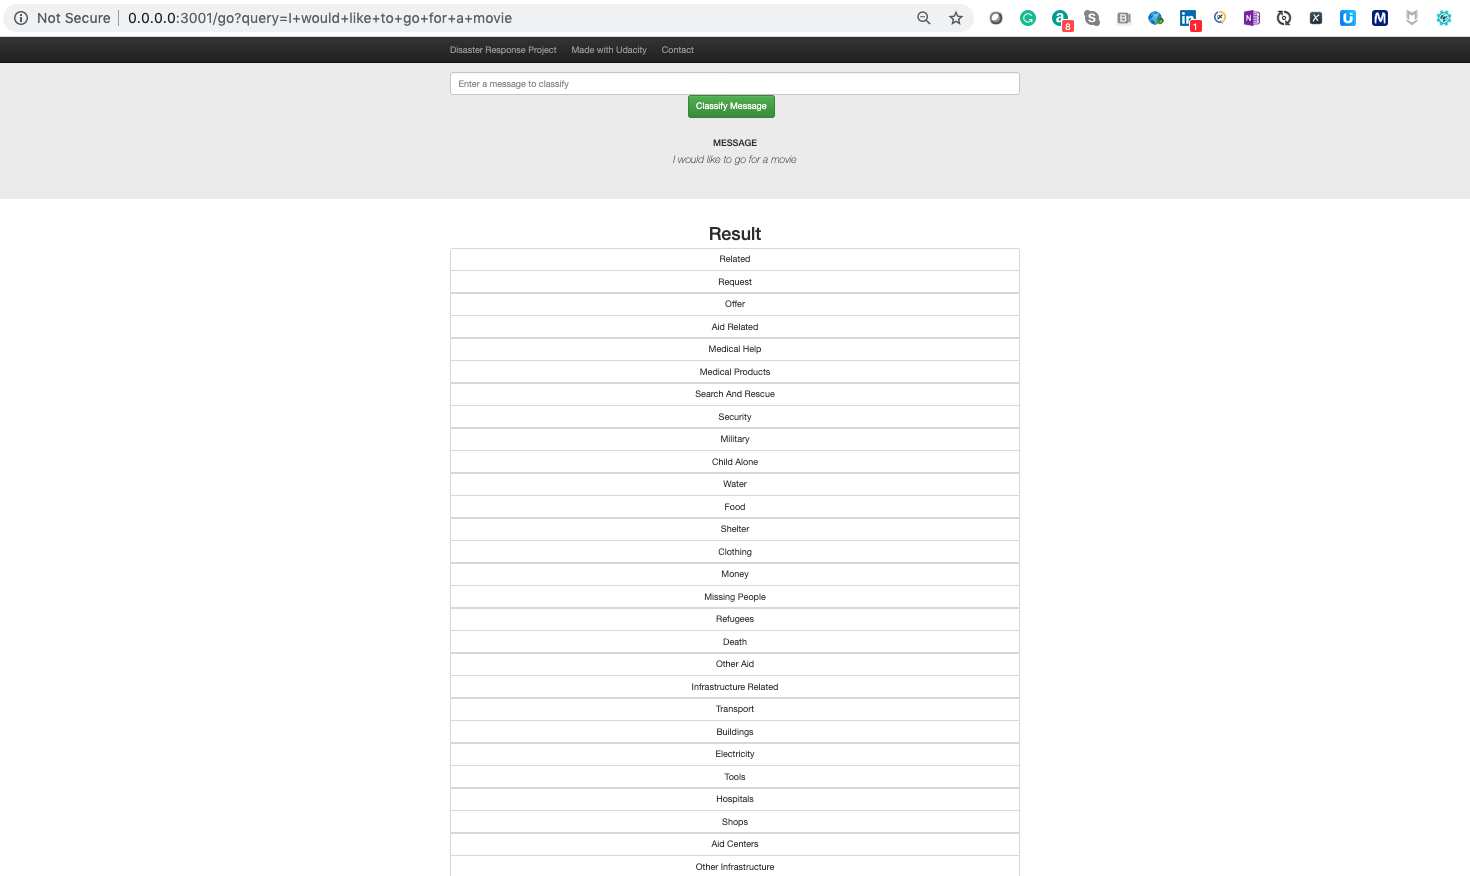 Not Secure 0.0.0.0:3001/go?query=I+would+like+to+go+for+a+movie
8
1
Disaster Response Project Made with Udacity Contact
Enter a message to classify
Classify Message
MESSAGE
I would like to go for a movie
Result
Related
Request
Offer
Aid Related
Medical Help
Medical Products
Search And Rescue
Security
Military
Child Alone
Water
Food
Shelter
Clothing
Money
Missing People
Refugees
Death
Other Aid
Infrastructure Related
Transport
Buildings
Electricity
Tools
Hospitals
Shops
Aid Centers
Other Infrastructure